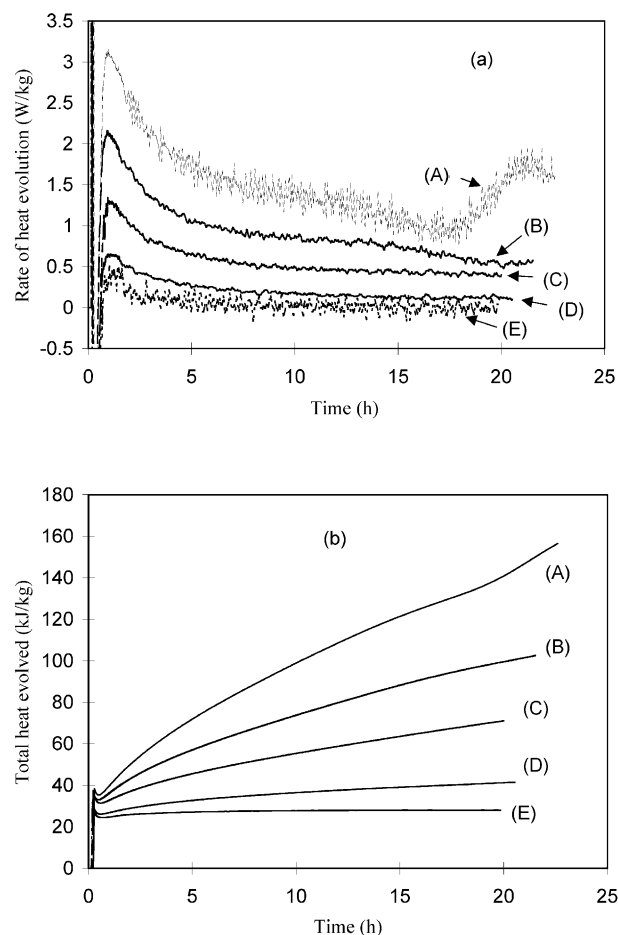 (a)
Rate of heat evolution (W/kg)
4
3.5
3
2.5
2
1.5
1
0.5
0
-0.5
(A)
(B)
(C)
(D)
(E)
0 5 10 15 20 25
Time (h)
(b)
Total heat evolved (kJ/kg)
180
160
140
120
100
80
60
40
20
0
(A)
(B)
(C)
(D)
(E)
0 5 10 15 20 25
Time (h)